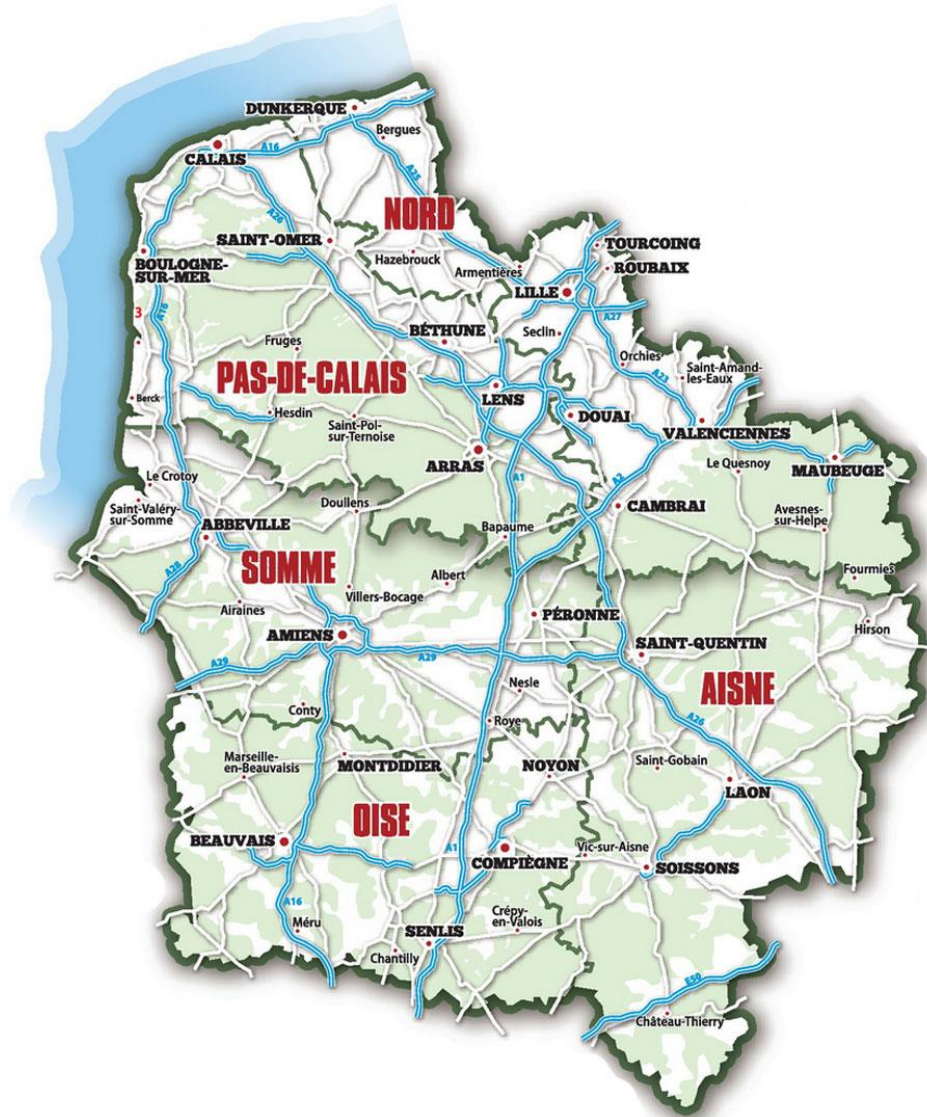 DUNKERQUE
Bergues
CALAIS
A16
A25
A26
NORD
SAINT-OMER
Hazebrouck
Armentières
TOURCOING
ROUBAIX
BOULOGNE-
SUR-MER
LILLE
A16
3
A27
BÉTHUNE
Seclin
Fruges
Orchies
Saint-Amand-
les-Eaux
A23
PAS-DE-CALAIS
LENS
Berck
Hesdin
Saint-Pol-
sur-Ternoise
DOUAI
VALENCIENNES
ARRAS
MAUBEUGE
Le Quesnoy
Le Crotoy
A1
A2
Saint-Valéry-
sur-Somme
Doullens
CAMBRAI
Avesnes-
sur-Helpe
ABBEVILLE
Bapaume
SOMME
A28
Albert
Fourmies
Villers-Bocage
Airaines
PÉRONNE
Hirson
AMIENS
SAINT-QUENTIN
A29
A29
AISNE
Nesle
Conty
Roye
A26
Marseille-
en-Beauvaisis
MONTDIDIER
NOYON
Saint-Gobain
LAON
OISE
BEAUVAIS
A1
COMPIÈGNE
Vic-sur-Aisne
SOISSONS
A16
Méru
Crépy-
en-Valois
SENLIS
Chantilly
E50
Château-Thierry